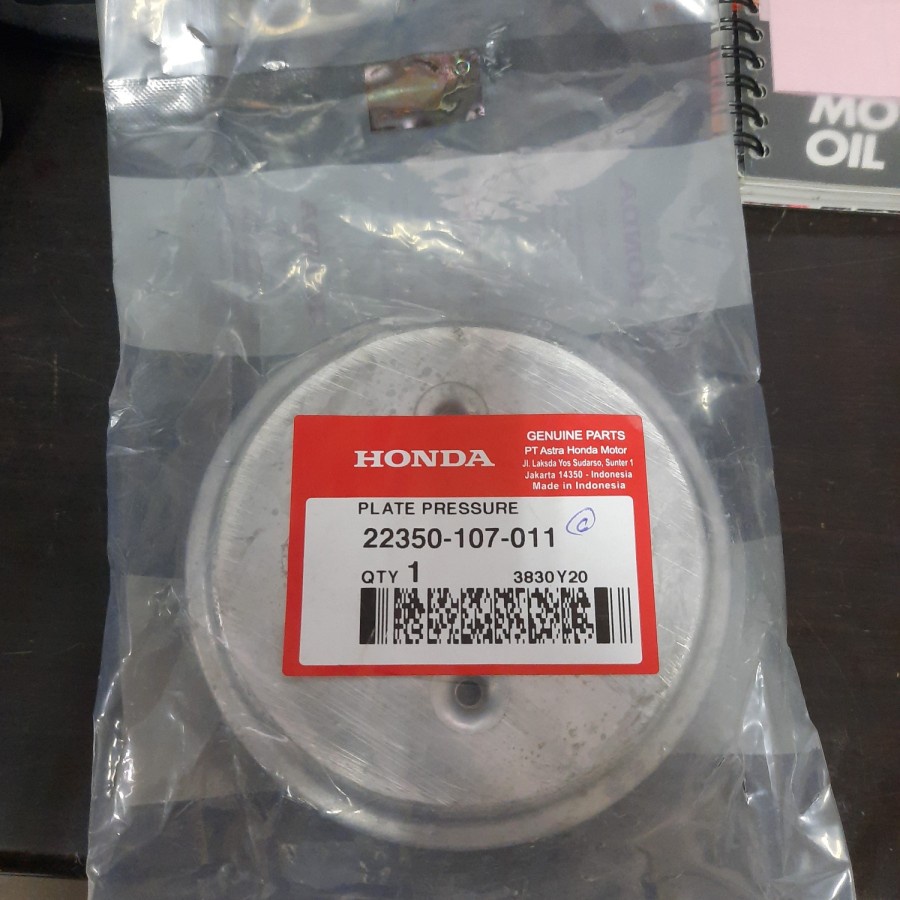 MO
OIL
HONDA
HONDA
GENUINE PARTS
PT Astra Honda Motor
Jl. Laksda Yos Sudarso, Sunter 1
Jakarta 14350 - Indonesia
Made in Indonesia
PLATE PRESSURE
22350-107-011
QTY 1 3830Y20